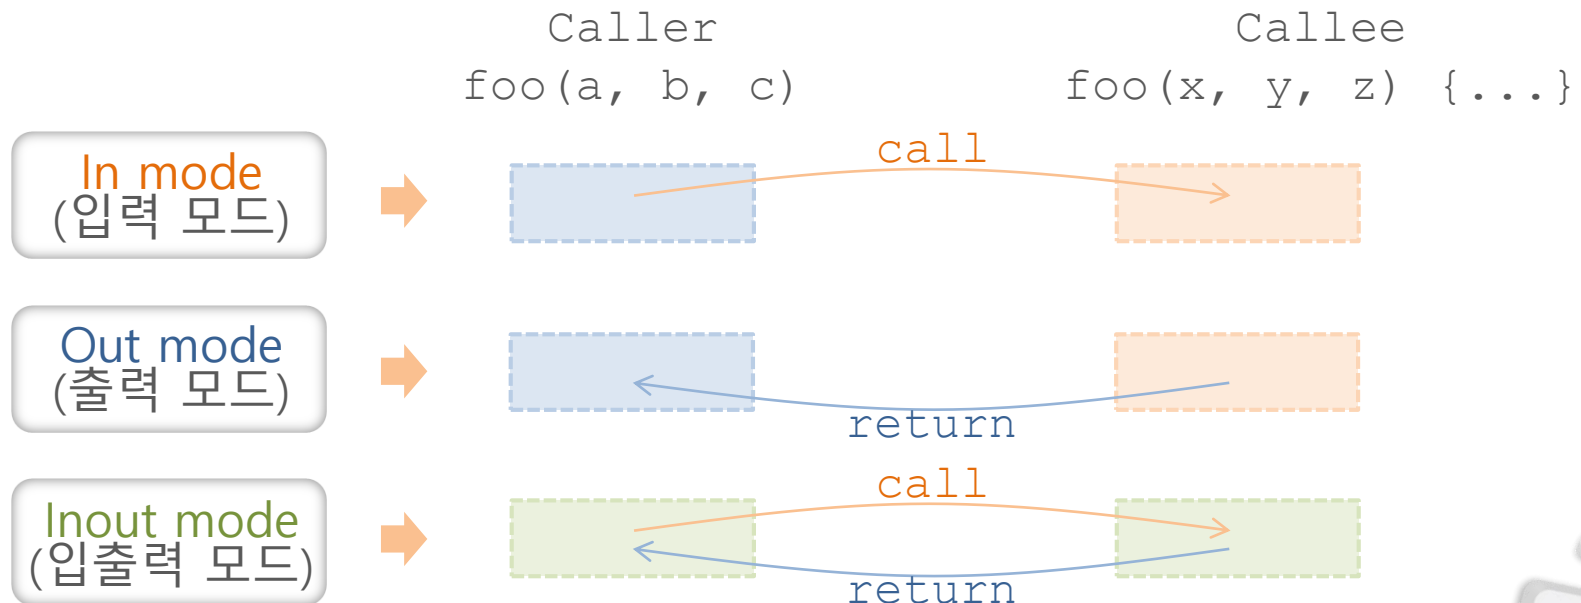 Caller
Callee
foo(a, b, c)
foo(x, y, z) {...}
In mode
(입력 모드)
call
Out mode
(출력 모드)
return
Inout mode
(입출력 모드)
call
return